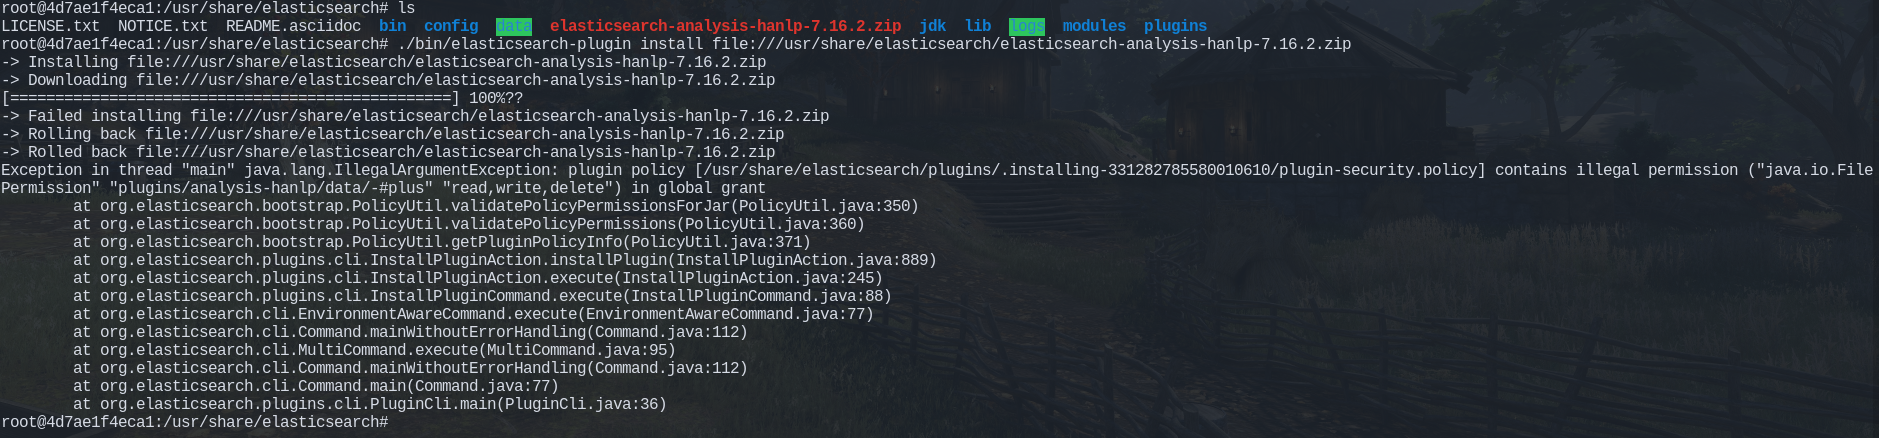 root@4d7ae1f4eca1:/usr/share/elasticsearch# ls
LICENSE.txt  NOTICE.txt  README.asciidoc  bin  config  data  elasticsearch-analysis-hanlp-7.16.2.zip  jdk  lib  logs  modules  plugins
root@4d7ae1f4eca1:/usr/share/elasticsearch# ./bin/elasticsearch-plugin install file:///usr/share/elasticsearch/elasticsearch-analysis-hanlp-7.16.2.zip
-> Installing file:///usr/share/elasticsearch/elasticsearch-analysis-hanlp-7.16.2.zip
-> Downloading file:///usr/share/elasticsearch/elasticsearch-analysis-hanlp-7.16.2.zip
[=================================================] 100%??
-> Failed installing file:///usr/share/elasticsearch/elasticsearch-analysis-hanlp-7.16.2.zip
-> Rolling back file:///usr/share/elasticsearch/elasticsearch-analysis-hanlp-7.16.2.zip
-> Rolled back file:///usr/share/elasticsearch/elasticsearch-analysis-hanlp-7.16.2.zip
Exception in thread "main" java.lang.IllegalArgumentException: plugin policy [/usr/share/elasticsearch/plugins/.installing-331282785580010610/plugin-security.policy] contains illegal permission ("java.io.File
Permission" "plugins/analysis-hanlp/data/-#plus" "read,write,delete") in global grant
        at org.elasticsearch.bootstrap.PolicyUtil.validatePolicyPermissionsForJar(PolicyUtil.java:350)
        at org.elasticsearch.bootstrap.PolicyUtil.validatePolicyPermissions(PolicyUtil.java:360)
        at org.elasticsearch.bootstrap.PolicyUtil.getPluginPolicyInfo(PolicyUtil.java:371)
        at org.elasticsearch.plugins.cli.InstallPluginAction.installPlugin(InstallPluginAction.java:889)
        at org.elasticsearch.plugins.cli.InstallPluginAction.execute(InstallPluginAction.java:245)
        at org.elasticsearch.plugins.cli.InstallPluginCommand.execute(InstallPluginCommand.java:88)
        at org.elasticsearch.cli.EnvironmentAwareCommand.execute(EnvironmentAwareCommand.java:77)
        at org.elasticsearch.cli.Command.mainWithoutErrorHandling(Command.java:112)
        at org.elasticsearch.cli.MultiCommand.execute(MultiCommand.java:95)
        at org.elasticsearch.cli.Command.mainWithoutErrorHandling(Command.java:112)
        at org.elasticsearch.cli.Command.main(Command.java:77)
        at org.elasticsearch.plugins.cli.PluginCli.main(PluginCli.java:36)
root@4d7ae1f4eca1:/usr/share/elasticsearch#